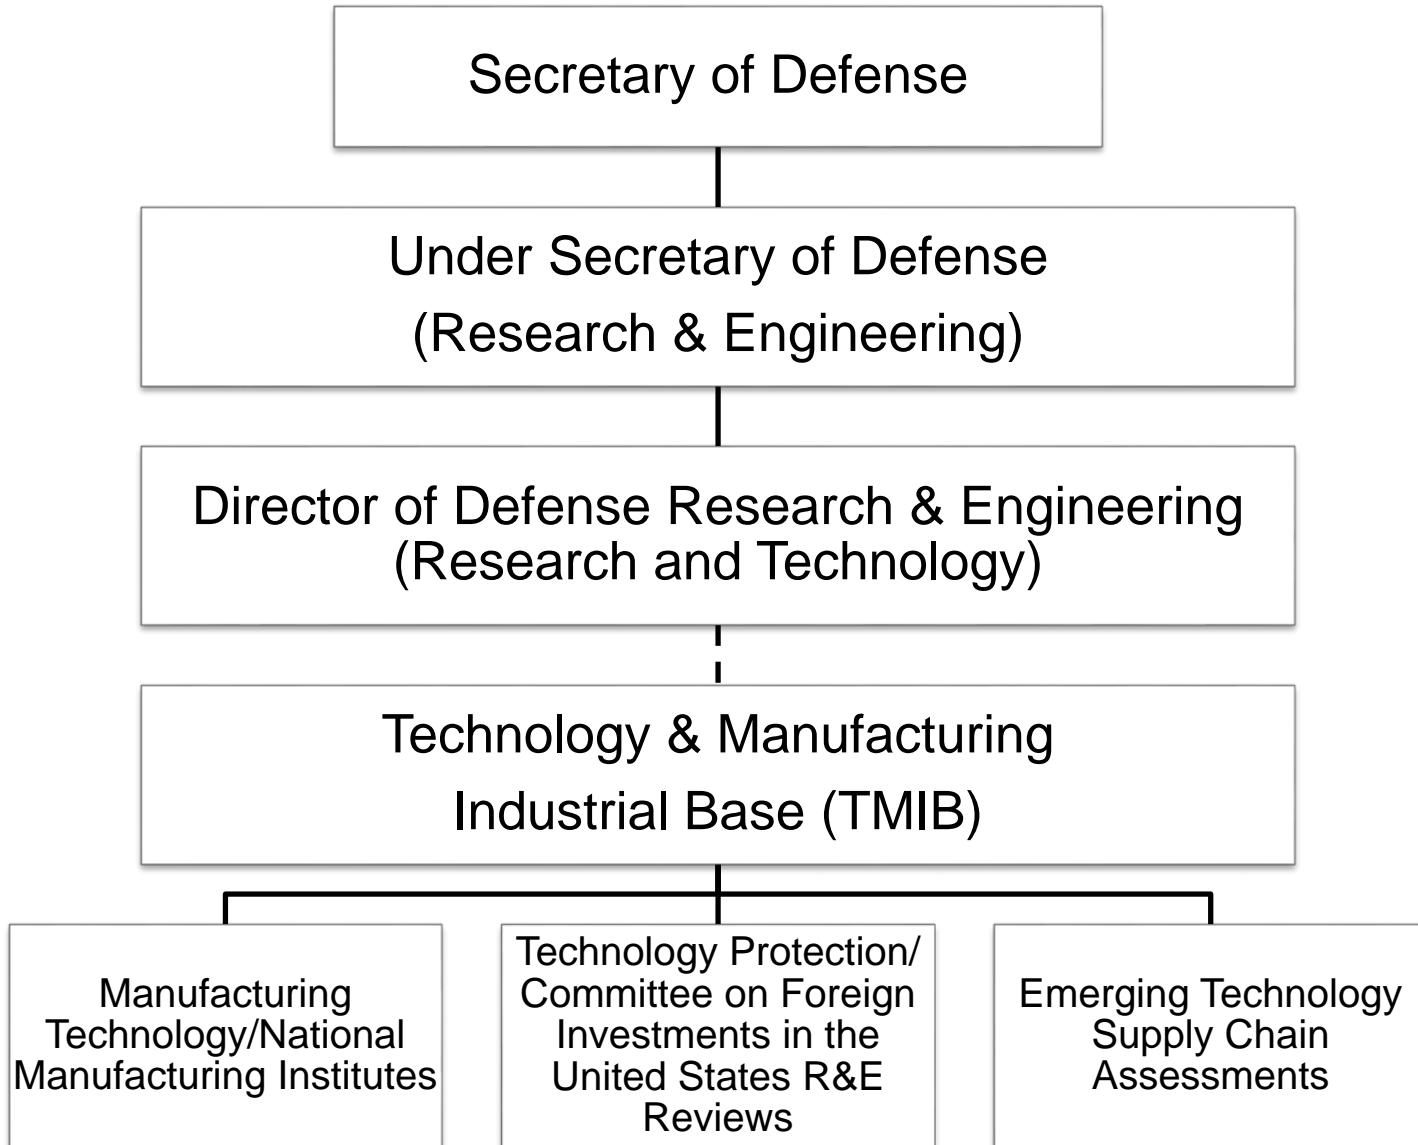 Secretary of Defense
Under Secretary of Defense
(Research & Engineering)
Director of Defense Research & Engineering
(Research and Technology)
Technology & Manufacturing
Industrial Base (TMIB)
Manufacturing
Technology/National
Manufacturing Institutes
Technology Protection/
Committee on Foreign
Investments in the
United States R&E
Reviews
Emerging Technology
Supply Chain
Assessments